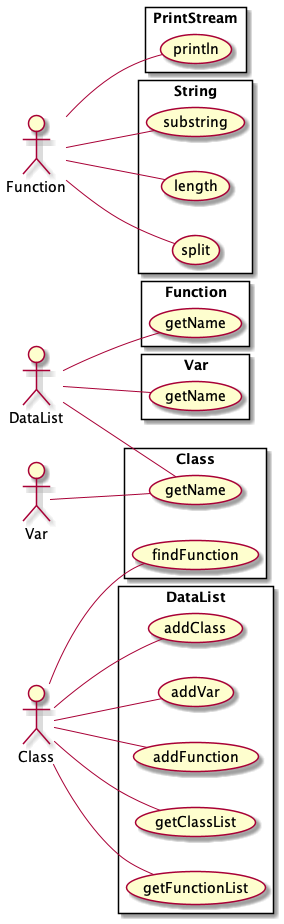 PrintStream
println
String
substring
Function
length
split
Function
getName
DataList
Var
getName
Class
getName
Var
findFunction
DataList
addClass
addVar
Class
addFunction
getClassList
getFunctionList